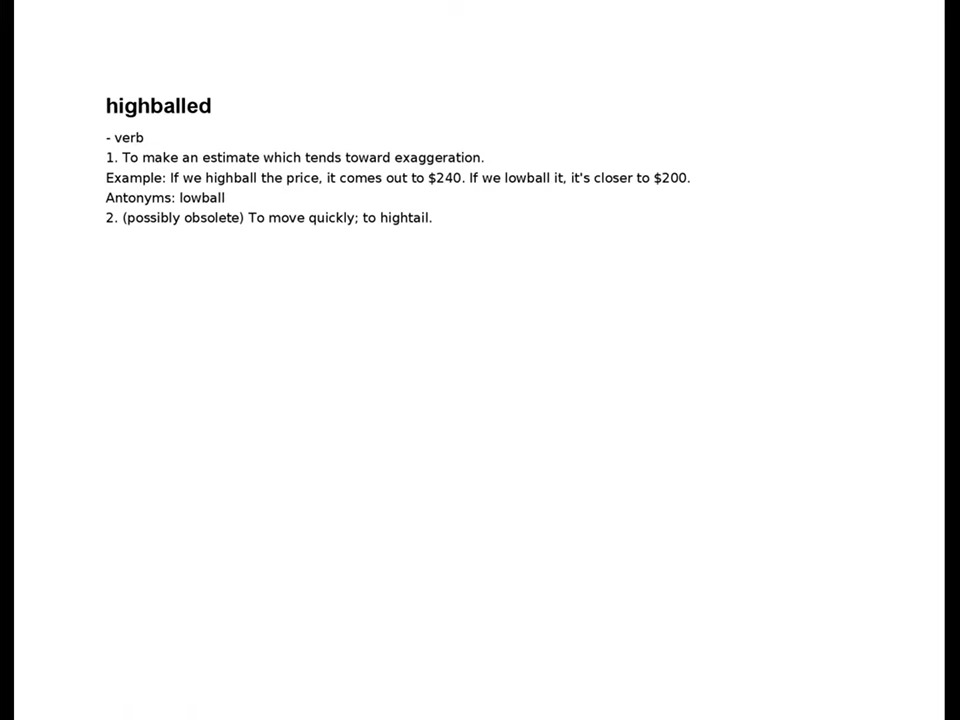 highballed
- verb
1. To make an estimate which tends toward exaggeration.
Example: If we highball the price, it comes out to $240. If we lowball it, it's closer to $200.
Antonyms: lowball
2. (possibly obsolete) To move quickly; to hightail.